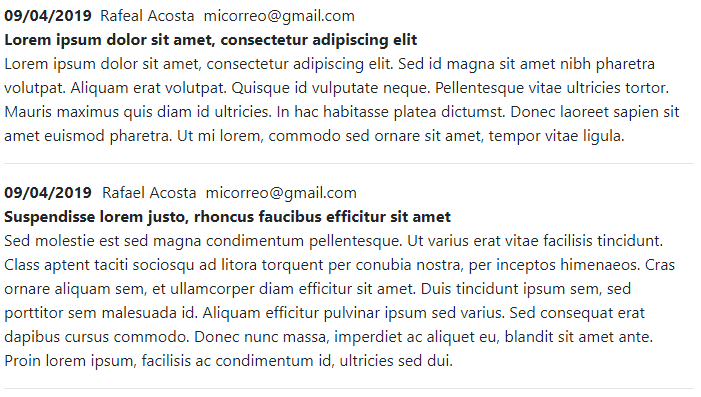 09/04/2019 Rafeal Acosta micorreo@gmail.com
Lorem ipsum dolor sit amet, consectetur adipiscing elit
Lorem ipsum dolor sit amet, consectetur adipiscing elit. Sed id magna sit amet nibh pharetra
volutpat. Aliquam erat volutpat. Quisque id vulputate neque. Pellentesque vitae ultricies tortor.
Mauris maximus quis diam id ultricies. In hac habitasse platea dictumst. Donec laoreet sapien sit
amet euismod pharetra. Ut mi lorem, commodo sed ornare sit amet, tempor vitae ligula.
09/04/2019 Rafael Acosta micorreo@gmail.com
Suspendisse lorem justo, rhoncus faucibus efficitur sit amet
Sed molestie est sed magna condimentum pellentesque. Ut varius erat vitae facilisis tincidunt.
Class aptent taciti sociosqu ad litora torquent per conubia nostra, per inceptos himenaeos. Cras
ornare aliquam sem, et ullamcorper diam efficitur sit amet. Duis tincidunt ipsum sem, sed
porttitor sem malesuada id. Aliquam efficitur pulvinar ipsum sed varius. Sed consequat erat
dapibus cursus commodo. Donec nunc massa, imperdiet ac aliquet eu, blandit sit amet ante.
Proin lorem ipsum, facilisis ac condimentum id, ultricies sed dui.